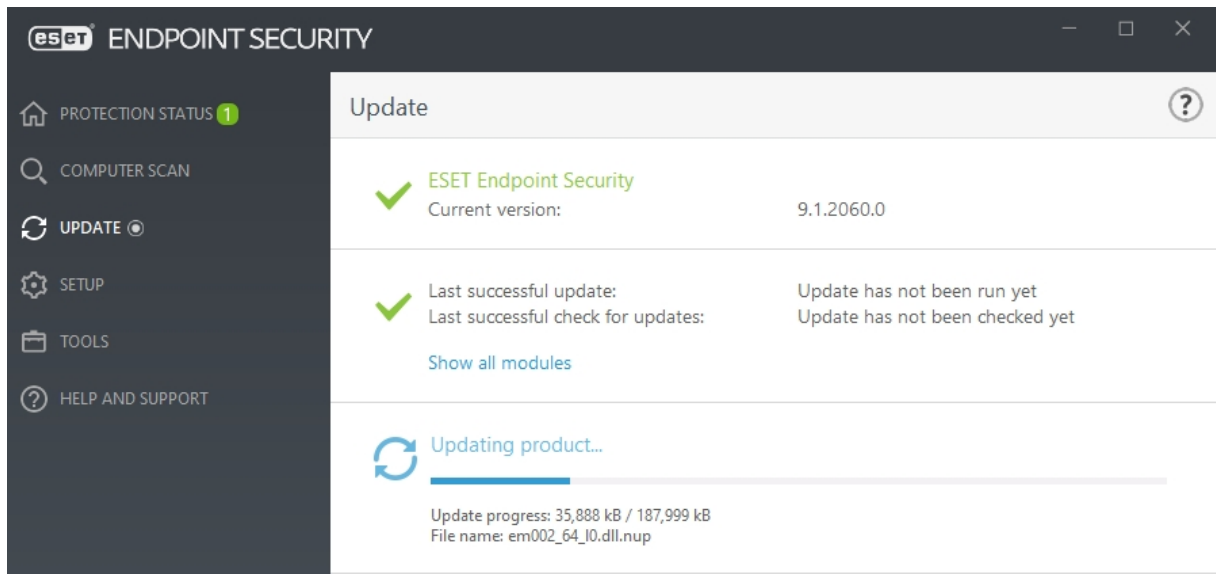 eset ENDPOINT SECURITY
PROTECTION STATUS 1
COMPUTER SCAN
UPDATE
SETUP
TOOLS
HELP AND SUPPORT
Update ?
ESET Endpoint Security
Current version: 9.1.2060.0
Last successful update: Update has not been run yet
Last successful check for updates: Update has not been checked yet
Show all modules
Updating product...
Update progress: 35,888 kB / 187,999 kB
File name: em002_64_l0.dll.nup